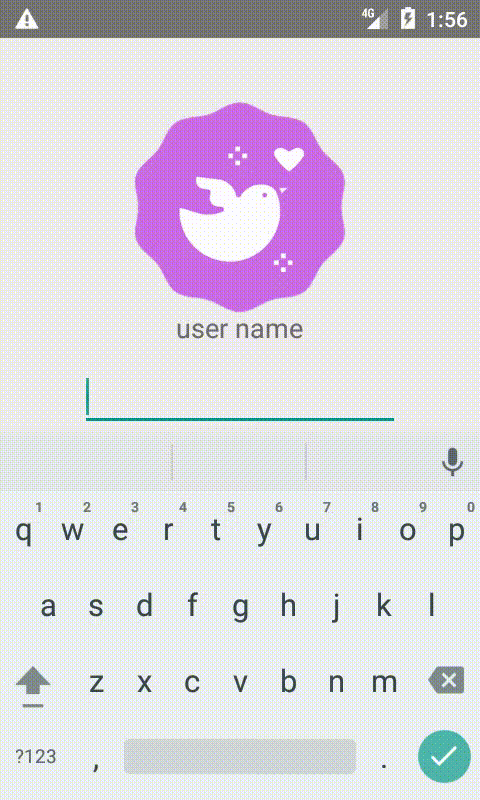 4G 1:56
user name
1 2 3 4 5 6 7 8 9 0
q w e r t y u i o p
a s d f g h j k l
z x c v b n m
?123 , .